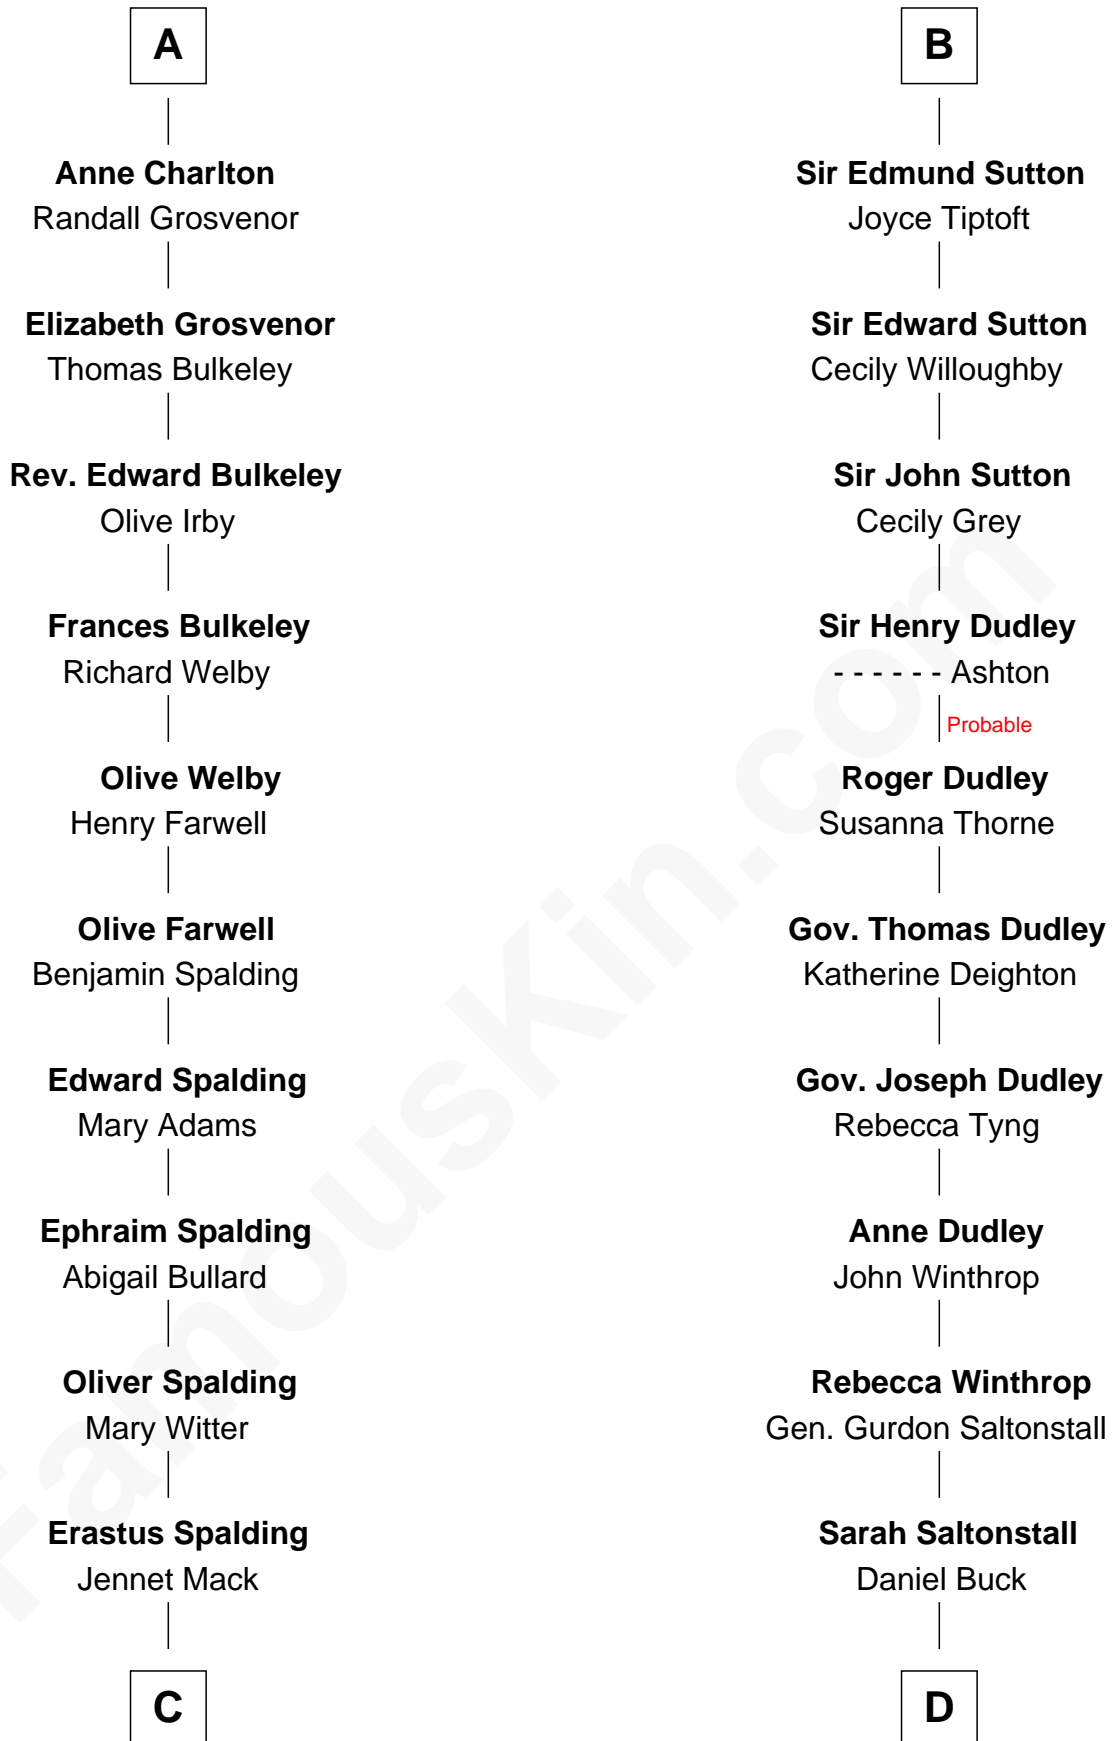 A
Anne Charlton
Randall Grosvenor
Elizabeth Grosvenor
Thomas Bulkeley
Rev. Edward Bulkeley
Olive Irby
Frances Bulkeley
Richard Welby
Olive Welby
Henry Farwell
Olive Farwell
Benjamin Spalding
Edward Spalding
Mary Adams
Ephraim Spalding
Abigail Bullard
Oliver Spalding
Mary Witter
Erastus Spalding
Jennet Mack
C
B
Sir Edmund Sutton
Joyce Tiptoft
Sir Edward Sutton
Cecily Willoughby
Sir John Sutton
Cecily Grey
Sir Henry Dudley
- - - - - - Ashton
Probable
Roger Dudley
Susanna Thorne
Gov. Thomas Dudley
Katherine Deighton
Gov. Joseph Dudley
Rebecca Tyng
Anne Dudley
John Winthrop
Rebecca Winthrop
Gen. Gurdon Saltonstall
Sarah Saltonstall
Daniel Buck
D
FamousKin.com